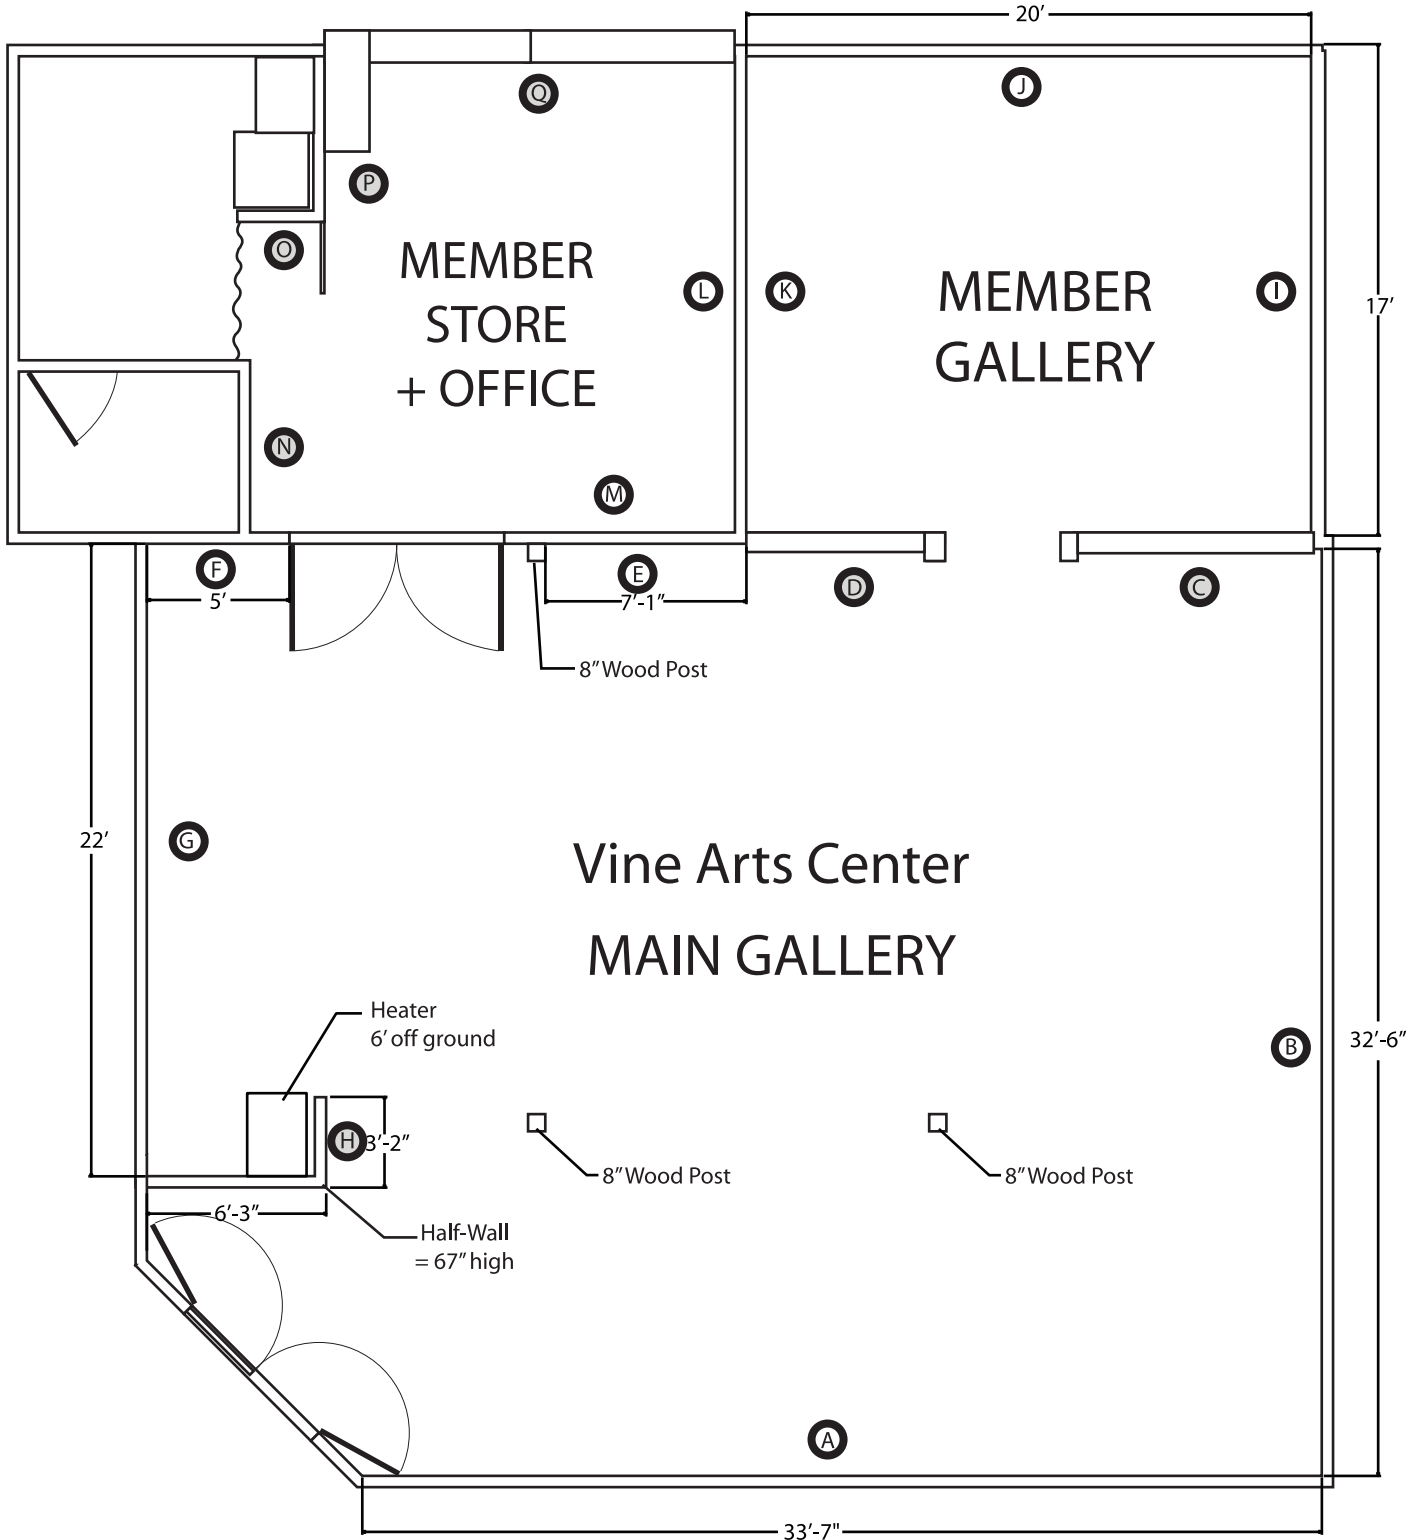 20'
J
Q
P
O
MEMBER
STORE
+ OFFICE
L
K
MEMBER
GALLERY
I
17'
N
M
F
5'
E
7'-1"
D
C
8" Wood Post
22'
G
Vine Arts Center
MAIN GALLERY
Heater
6' off ground
B
32'-6"
H
3'-2"
8" Wood Post
8" Wood Post
6'-3"
Half-Wall
= 67" high
A
33'-7"